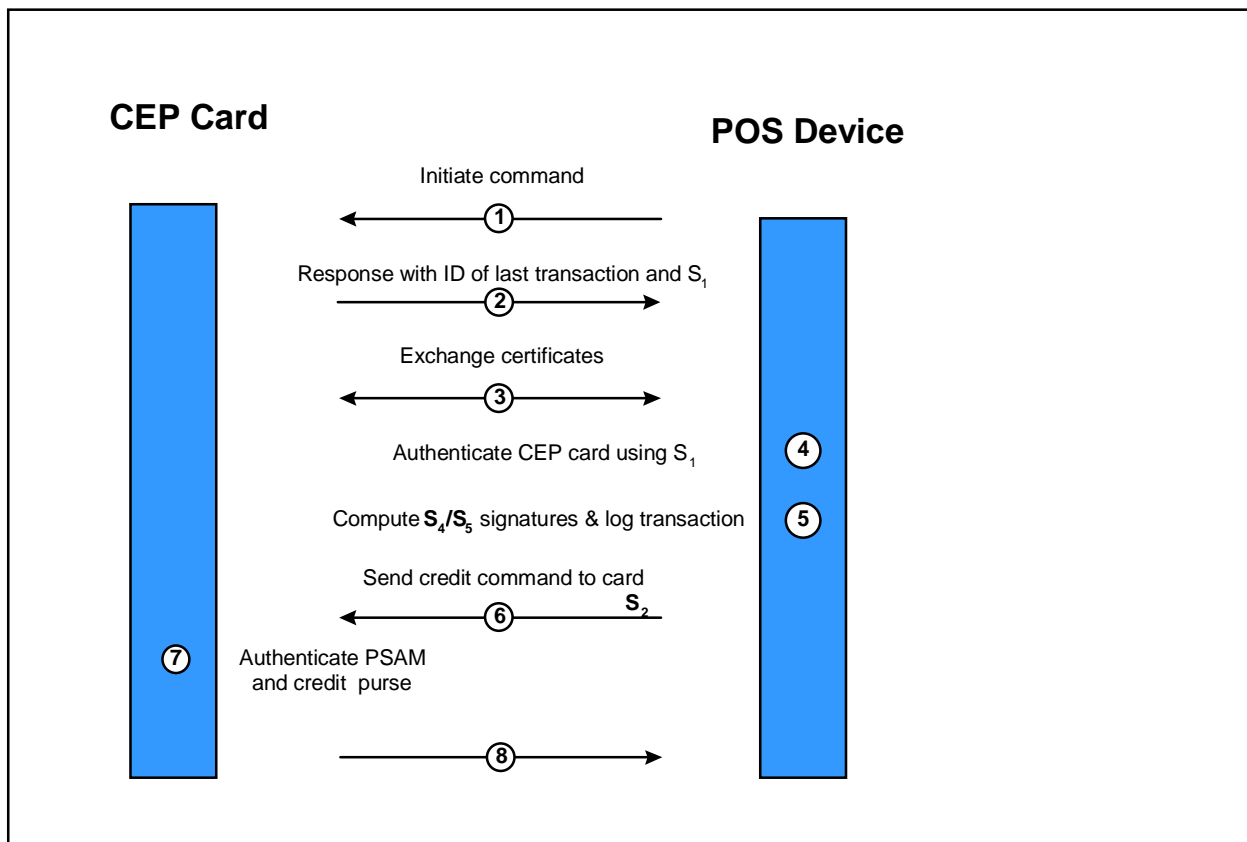 CEP Card
POS Device
Initiate command
1
Response with ID of last transaction and S₁
2
Exchange certificates
3
Authenticate CEP card using S₁
4
Compute S₄/S₅ signatures & log transaction
5
Send credit command to card
S₂
6
7
Authenticate PSAM
and credit purse
8